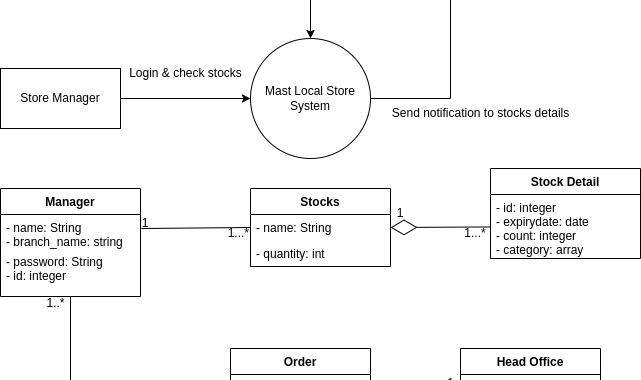 Login & check stocks
Store Manager
Mast Local Store
System
Send notification to stocks details
Manager
- name: String
- branch_name: string
- password: String
- id: integer
1
1...*
Stocks
- name: String
- quantity: int
1
1...*
Stock Detail
- id: integer
- expirydate: date
- count: integer
- category: array
1..*
Order
Head Office